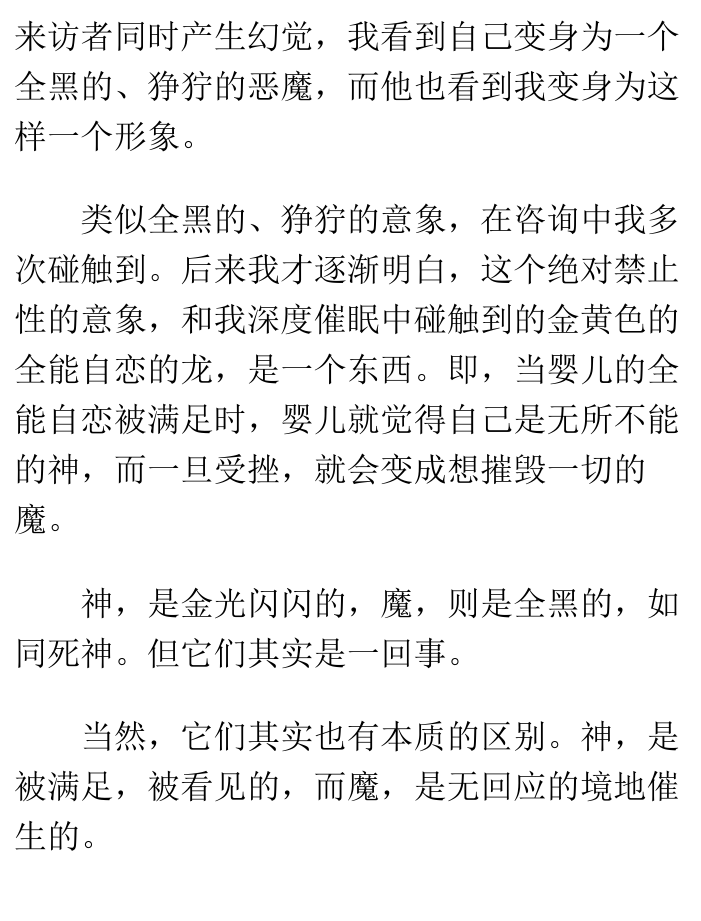 来访者同时产生幻觉，我看到自己变身为一个
全黑的、狰狞的恶魔，而他也看到我变身为这
样一个形象。
类似全黑的、狰狞的意象，在咨询中我多
次碰触到。后来我才逐渐明白，这个绝对禁止
性的意象，和我深度催眠中碰触到的金黄色的
全能自恋的龙，是一个东西。即，当婴儿的全
能自恋被满足时，婴儿就觉得自己是无所不能
的神，而一旦受挫，就会变成想摧毁一切的
魔。
神，是金光闪闪的，魔，则是全黑的，如
同死神。但它们其实是一回事。
当然，它们其实也有本质的区别。神，是
被满足，被看见的，而魔，是无回应的境地催
生的。